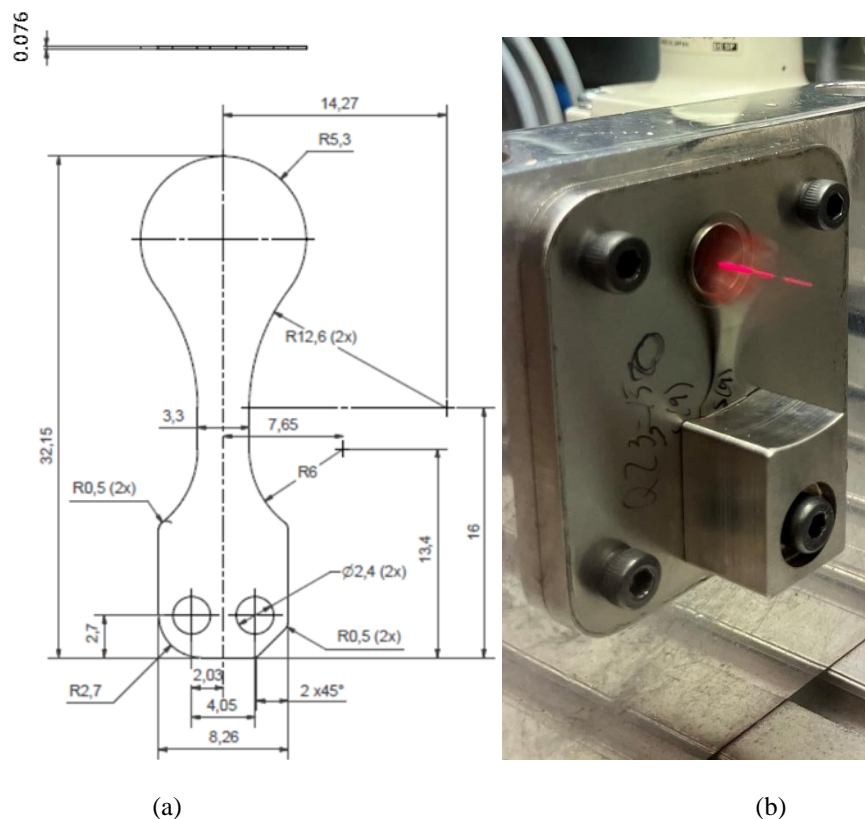 0.076
14,27
R5,3
R12,6 (2x)
3,3
7,65
32,15
R6
R0,5 (2x)
13,4
16
Ø2,4 (2x)
2,7
R0,5 (2x)
R2,7
2,03
2 x45°
4,05
8,26
(a)
(b)